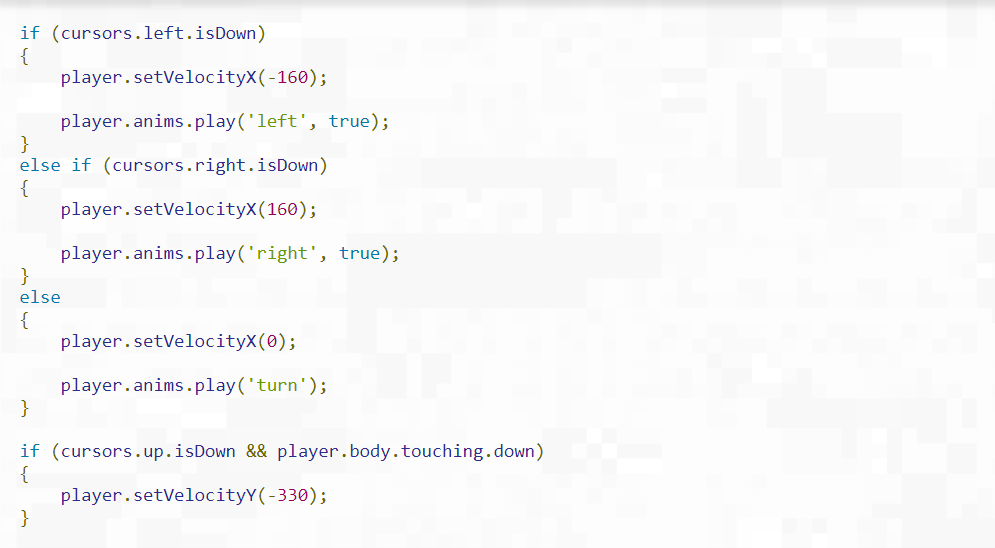 if (cursors.left.isDown)
{
    player.setVelocityX(-160);

    player.anims.play('left', true);
}
else if (cursors.right.isDown)
{
    player.setVelocityX(160);

    player.anims.play('right', true);
}
else
{
    player.setVelocityX(0);

    player.anims.play('turn');
}

if (cursors.up.isDown && player.body.touching.down)
{
    player.setVelocityY(-330);
}